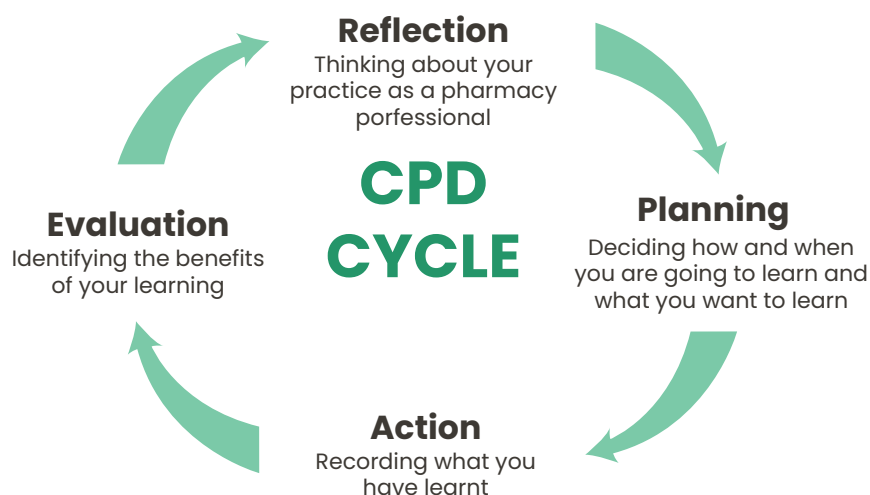 Reflection
Thinking about your
practice as a pharmacy
porfessional
CPD
CYCLE
Planning
Deciding how and when
you are going to learn and
what you want to learn
Evaluation
Identifying the benefits
of your learning
Action
Recording what you
have learnt